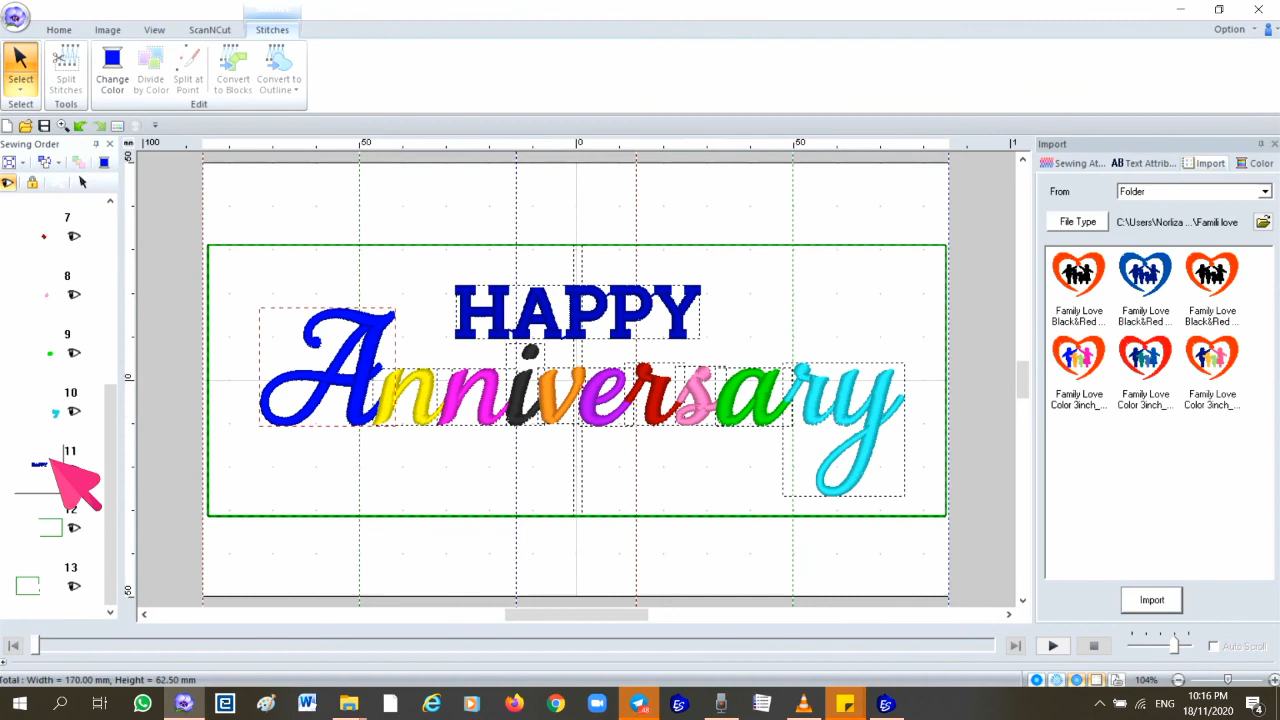 Home Image View ScanNCut Stitches Option
Select Split Stitches Change Color Divide by Color Split at Point Convert to Blocks Convert to Outline
Select Tools Edit
Sewing Order
7
8
9
10
11
12
13
mm 100 50 0 50 1
HAPPY
Anniversary
Import
Sewing At... Text Attrib... Import Color
From Folder
File Type C:\Users\Norliza ...\Famili love
Family Love Black&Red ... Family Love Black&Red ... Family Love Black&Red ...
Family Love Color 3inch_... Family Love Color 3inch_... Family Love Color 3inch_...
Import
Auto Scroll
Total : Width = 170.00 mm, Height = 62.50 mm 104%
ENG 10:16 PM
18/11/2020